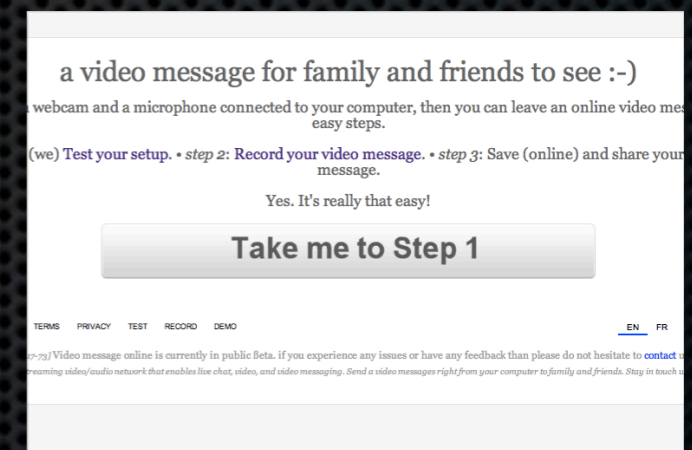 a video message for family and friends to see :-)
webcam and a microphone connected to your computer, then you can leave an online video mes
easy steps.
(we) Test your setup. • step 2: Record your video message. • step 3: Save (online) and share your
message.
Yes. It's really that easy!
Take me to Step 1
TERMS PRIVACY TEST RECORD DEMO EN FR
17-73] Video message online is currently in public ßeta. if you experience any issues or have any feedback than please do not hesitate to contact u
treaming video/audio network that enables live chat, video, and video messaging. Send a video messages right from your computer to family and friends. Stay in touch u